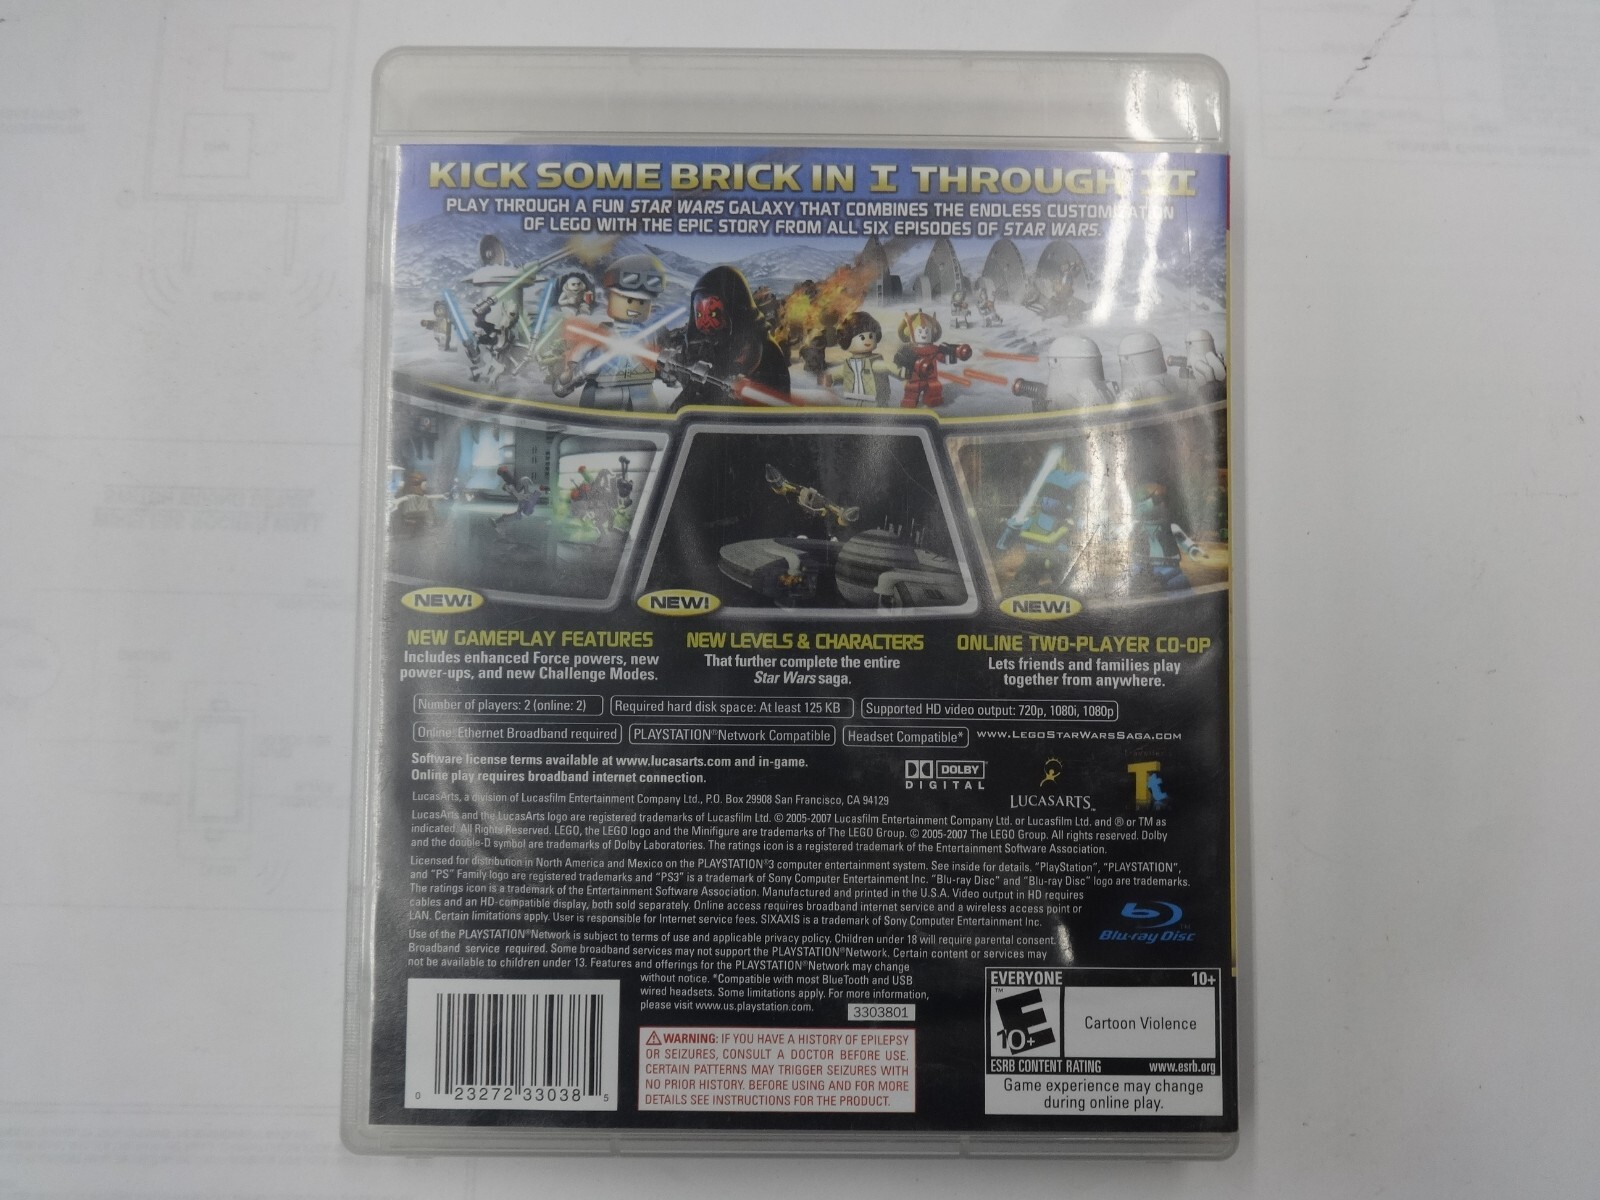 KICK SOME BRICK IN I THROUGH VI
PLAY THROUGH A FUN STAR WARS GALAXY THAT COMBINES THE ENDLESS CUSTOMIZATION
OF LEGO WITH THE EPIC STORY FROM ALL SIX EPISODES OF STAR WARS.
NEW! NEW! NEW!
NEW GAMEPLAY FEATURES
Includes enhanced Force powers, new
power-ups, and new Challenge Modes.
NEW LEVELS & CHARACTERS
That further complete the entire
Star Wars saga.
ONLINE TWO-PLAYER CO-OP
Lets friends and families play
together from anywhere.
Number of players: 2 (online: 2) Required hard disk space: At least 125 KB Supported HD video output: 720p, 1080i, 1080p
Online: Ethernet Broadband required PLAYSTATION®Network Compatible Headset Compatible* www.LegoStarWarsSaga.com
Software license terms available at www.lucasarts.com and in-game.
Online play requires broadband internet connection.
DOLBY
DIGITAL
LUCASARTS™
Tt
LucasArts, a division of Lucasfilm Entertainment Company Ltd., P.O. Box 29908 San Francisco, CA 94129
LucasArts and the LucasArts logo are registered trademarks of Lucasfilm Ltd. © 2005-2007 Lucasfilm Entertainment Company Ltd. or Lucasfilm Ltd. and ® or TM as
indicated. All Rights Reserved. LEGO, the LEGO logo and the Minifigure are trademarks of The LEGO Group. © 2005-2007 The LEGO Group. All rights reserved. Dolby
and the double-D symbol are trademarks of Dolby Laboratories. The ratings icon is a registered trademark of the Entertainment Software Association.
Licensed for distribution in North America and Mexico on the PLAYSTATION®3 computer entertainment system. See inside for details. "PlayStation", "PLAYSTATION",
and "PS" Family logo are registered trademarks and "PS3" is a trademark of Sony Computer Entertainment Inc. "Blu-ray Disc" and "Blu-ray Disc" logo are trademarks.
The ratings icon is a trademark of the Entertainment Software Association. Manufactured and printed in the U.S.A. Video output in HD requires
cables and an HD-compatible display, both sold separately. Online access requires broadband internet service and a wireless access point or
LAN. Certain limitations apply. User is responsible for Internet service fees. SIXAXIS is a trademark of Sony Computer Entertainment Inc.
Blu-ray Disc
Use of the PLAYSTATION®Network is subject to terms of use and applicable privacy policy. Children under 18 will require parental consent.
Broadband service required. Some broadband services may not support the PLAYSTATION®Network. Certain content or services may
not be available to children under 13. Features and offerings for the PLAYSTATION®Network may change
without notice. *Compatible with most BlueTooth and USB
wired headsets. Some limitations apply. For more information,
please visit www.us.playstation.com.
3303801
WARNING: IF YOU HAVE A HISTORY OF EPILEPSY
OR SEIZURES, CONSULT A DOCTOR BEFORE USE.
CERTAIN PATTERNS MAY TRIGGER SEIZURES WITH
NO PRIOR HISTORY. BEFORE USING AND FOR MORE
DETAILS SEE INSTRUCTIONS FOR THE PRODUCT.
0 23272 33038 5
EVERYONE 10+
E
10+
Cartoon Violence
ESRB CONTENT RATING www.esrb.org
Game experience may change
during online play.